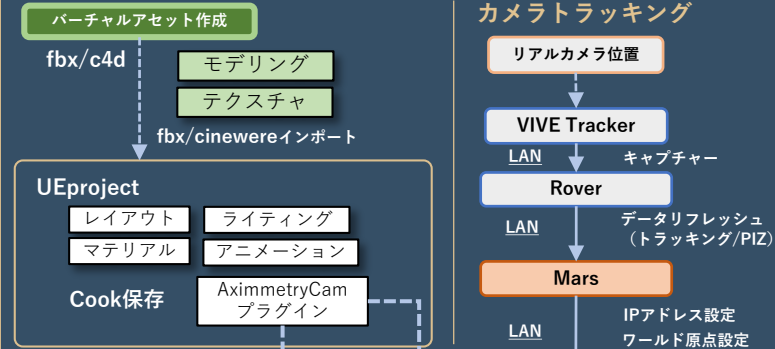 バーチャルアセット作成
fbx/c4d
モデリング
テクスチャ
fbx/cinewereインポート
UEproject
レイアウト
ライティング
マテリアル
アニメーション
Cook保存
AximmetryCam
プラグイン
カメラトラッキング
リアルカメラ位置
VIVE Tracker
LAN
キャプチャー
Rover
LAN
データリフレッシュ
（トラッキング/PIZ）
Mars
LAN
IPアドレス設定
ワールド原点設定